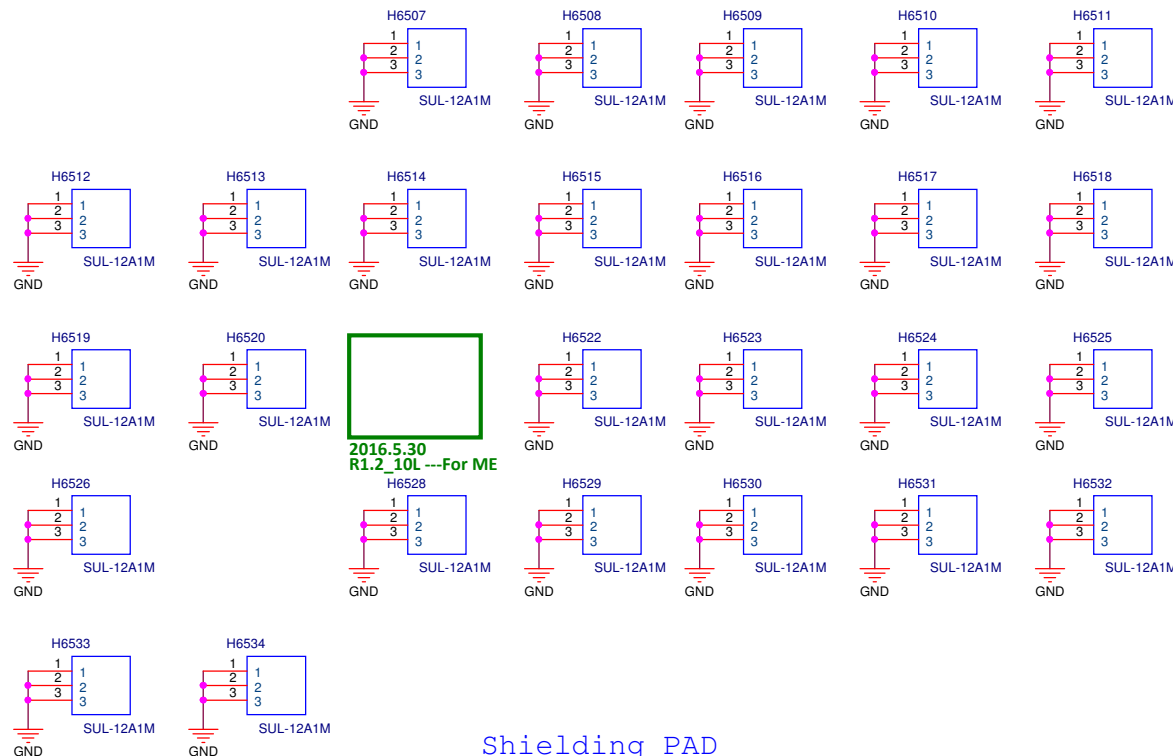 H6507 H6508 H6509 H6510 H6511
1 1 1 1 1 1 1 1 1 1
2 2 2 2 2 2 2 2 2 2
3 3 3 3 3 3 3 3 3 3
SUL-12A1M SUL-12A1M SUL-12A1M SUL-12A1M SUL-12A1M
GND GND GND GND GND
H6512 H6513 H6514 H6515 H6516 H6517 H6518
1 1 1 1 1 1 1 1 1 1 1 1 1 1
2 2 2 2 2 2 2 2 2 2 2 2 2 2
3 3 3 3 3 3 3 3 3 3 3 3 3 3
SUL-12A1M SUL-12A1M SUL-12A1M SUL-12A1M SUL-12A1M SUL-12A1M SUL-12A1M
GND GND GND GND GND GND GND
H6519 H6520 H6522 H6523 H6524 H6525
1 1 1 1 1 1 1 1 1 1 1 1
2 2 2 2 2 2 2 2 2 2 2 2
3 3 3 3 3 3 3 3 3 3 3 3
SUL-12A1M SUL-12A1M SUL-12A1M SUL-12A1M SUL-12A1M SUL-12A1M
GND GND GND GND GND GND
2016.5.30
R1.2_10L ---For ME
H6526 H6528 H6529 H6530 H6531 H6532
1 1 1 1 1 1 1 1 1 1 1 1
2 2 2 2 2 2 2 2 2 2 2 2
3 3 3 3 3 3 3 3 3 3 3 3
SUL-12A1M SUL-12A1M SUL-12A1M SUL-12A1M SUL-12A1M SUL-12A1M
GND GND GND GND GND GND
H6533 H6534
1 1 1 1
2 2 2 2
3 3 3 3
SUL-12A1M SUL-12A1M
GND GND
Shielding PAD